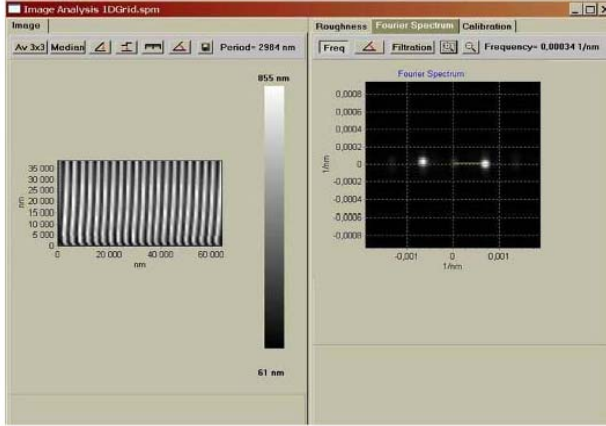 Image Analysis 1DGrid.spm
Image
Av 3x3 Median Period= 2984 nm
855 nm
35 000
30 000
25 000
20 000
15 000
10 000
5 000
0
nm
0 20 000 40 000 60 000
nm
61 nm
Roughness Fourier Spectrum Calibration
Freq Filtration Frequency= 0,00034 1/nm
Fourier Spectrum
0,0008
0,0006
0,0004
0,0002
0
-0,0002
-0,0004
-0,0006
-0,0008
1/nm
-0,001 0 0,001
1/nm